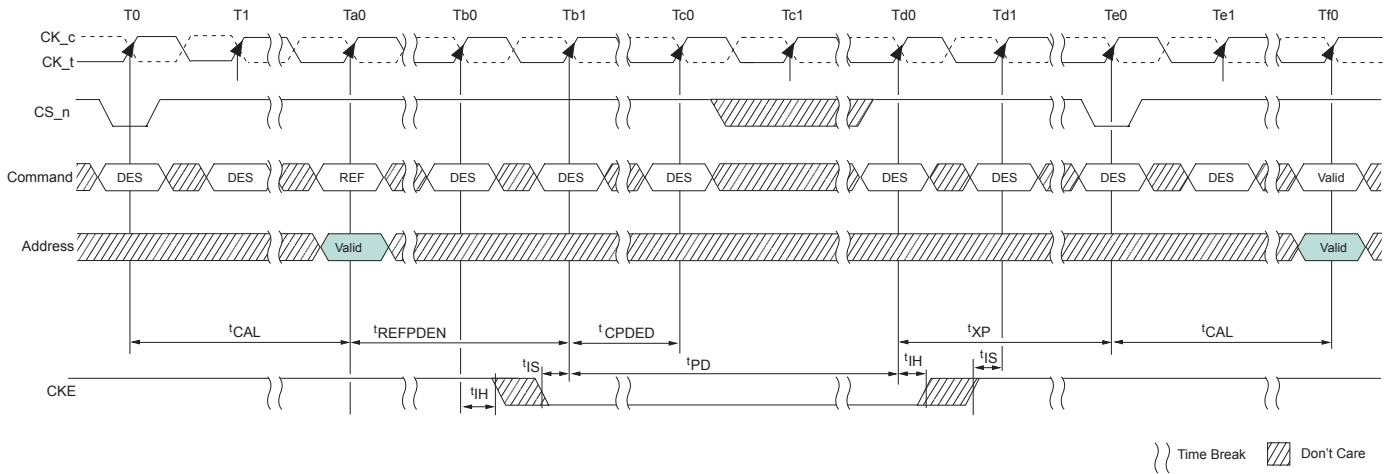 T0 T1 Ta0 Tb0 Tb1 Tc0 Tc1 Td0 Td1 Te0 Te1 Tf0
CK_c
CK_t
CS_n
Command DES DES REF DES DES DES DES DES DES DES Valid
Address Valid Valid
tCAL tREFPDEN tCPDED tXP tCAL
tIS tPD tIH tIS
CKE tIH
Time Break Don't Care